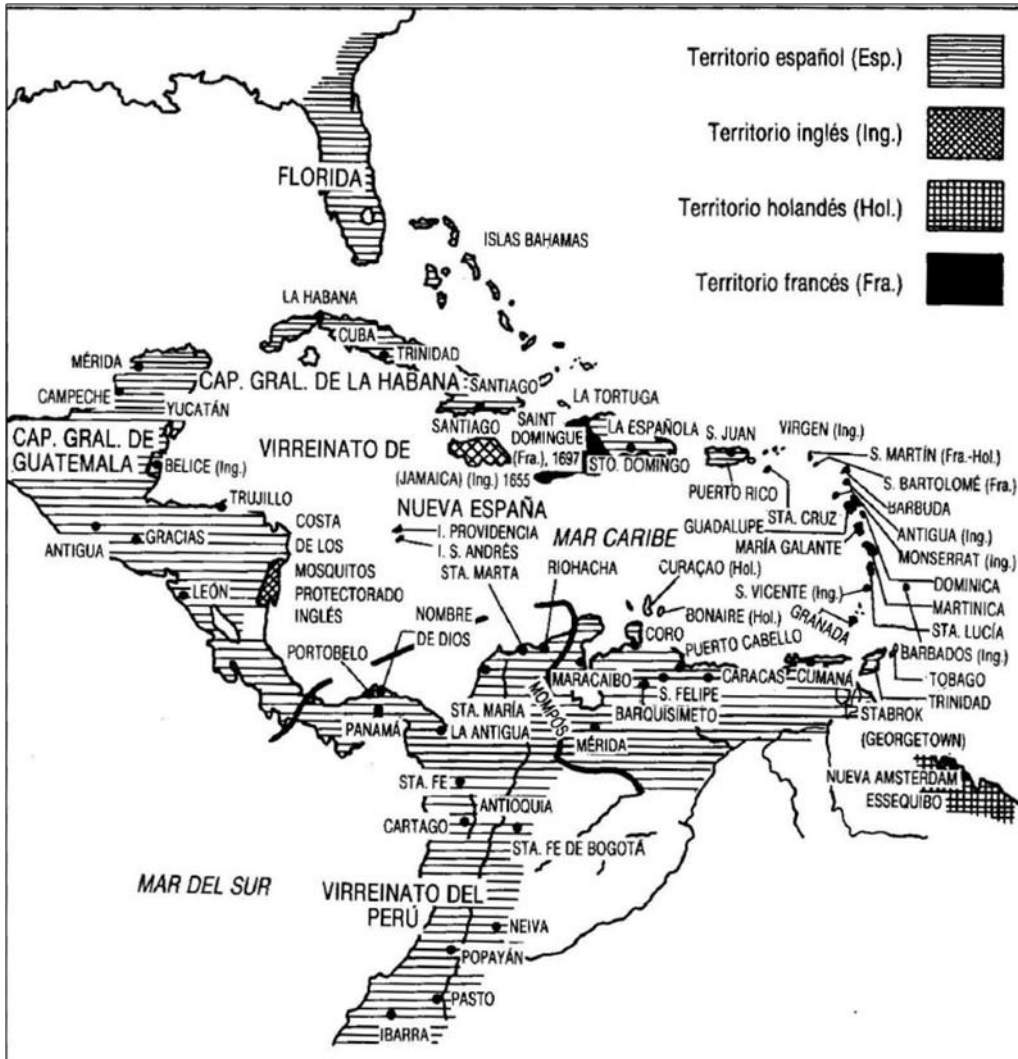 Territorio español (Esp.)
Territorio inglés (Ing.)
Territorio holandés (Hol.)
Territorio francés (Fra.)
FLORIDA
ISLAS BAHAMAS
LA HABANA
CUBA
TRINIDAD
MÉRIDA
CAP. GRAL. DE LA HABANA
SANTIAGO
CAMPECHE
YUCATÁN
LA TORTUGA
CAP. GRAL. DE
GUATEMALA
SANTIAGO
SAINT
DOMINGUE
(Fra.), 1697
LA ESPAÑOLA
S. JUAN
VIRGEN (Ing.)
VIRREINATO DE
NUEVA ESPAÑA
BELICE (Ing.)
(JAMAICA) (Ing.) 1655
STO. DOMINGO
PUERTO RICO
STA. CRUZ
S. MARTÍN (Fra.-Hol.)
S. BARTOLOMÉ (Fra.)
BARBUDA
ANTIGUA (Ing.)
MONSERRAT (Ing.)
GUADALUPE
MARÍA GALANTE
DOMINICA
MARTINICA
STA. LUCÍA
S. VICENTE (Ing.)
GRANADA
BARBADOS (Ing.)
TOBAGO
TRINIDAD
TRUJILLO
COSTA
DE LOS
MOSQUITOS
PROTECTORADO
INGLÉS
ANTIGUA
GRACIAS
LEÓN
I. PROVIDENCIA
I. S. ANDRÉS
MAR CARIBE
STA. MARTA
RIOHACHA
CURAÇAO (Hol.)
BONAIRE (Hol.)
NOMBRE
DE DIOS
PORTOBELO
CORO
PUERTO CABELLO
MARACAIBO
CARACAS
CUMANÁ
S. FELIPE
BARQUÍSIMETO
PANAMÁ
STA. MARÍA
LA ANTIGUA
MOMPÓS
MÉRIDA
STABROK
(GEORGETOWN)
NUEVA AMSTERDAM
ESSEQUIBO
STA. FE
ANTIOQUIA
CARTAGO
STA. FE DE BOGOTÁ
MAR DEL SUR
VIRREINATO DEL
PERÚ
NEIVA
POPAYÁN
PASTO
IBARRA